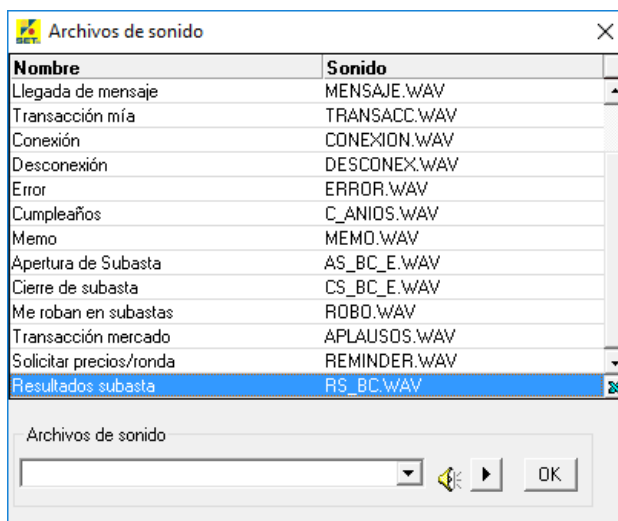 SET. Archivos de sonido
Nombre Sonido
Llegada de mensaje MENSAJE.WAV
Transacción mía TRANSACC.WAV
Conexión CONEXION.WAV
Desconexión DESCONEX.WAV
Error ERROR.WAV
Cumpleaños C_ANIOS.WAV
Memo MEMO.WAV
Apertura de Subasta AS_BC_E.WAV
Cierre de subasta CS_BC_E.WAV
Me roban en subastas ROBO.WAV
Transacción mercado APLAUSOS.WAV
Solicitar precios/ronda REMINDER.WAV
Resultados subasta RS_BC.WAV
Archivos de sonido
OK